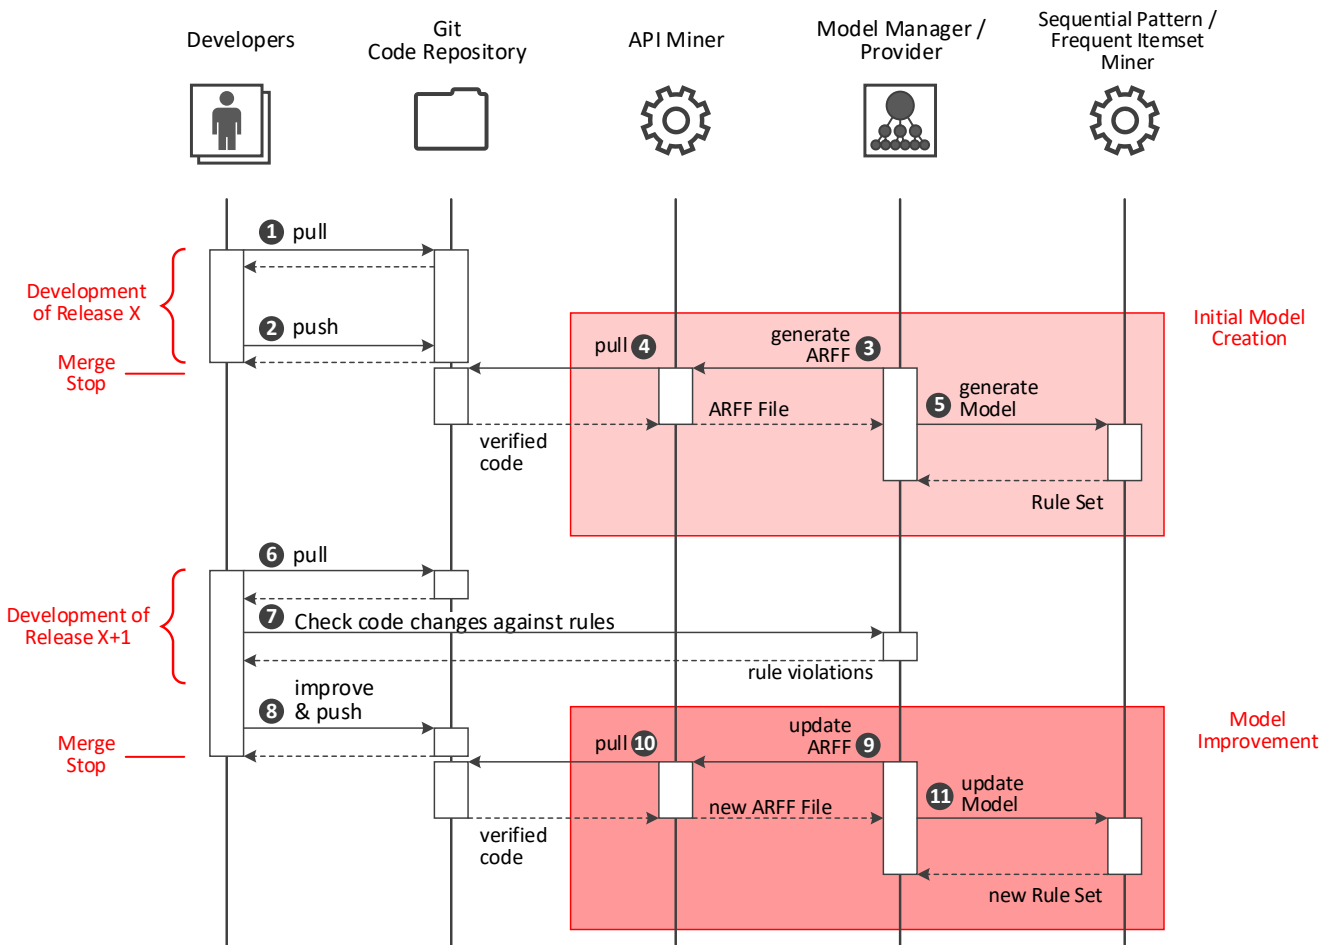 Developers
Git
Code Repository
API Miner
Model Manager /
Provider
Sequential Pattern /
Frequent Itemset
Miner
1 pull
Development
of Release X
2 push
Merge
Stop
Initial Model
Creation
generate
ARFF 3
pull 4
ARFF File
verified
code
5 generate
Model
Rule Set
6 pull
Development of
Release X+1
7 Check code changes against rules
rule violations
improve
8 & push
Merge
Stop
Model
Improvement
update
ARFF 9
pull 10
new ARFF File
verified
code
11 update
Model
new Rule Set